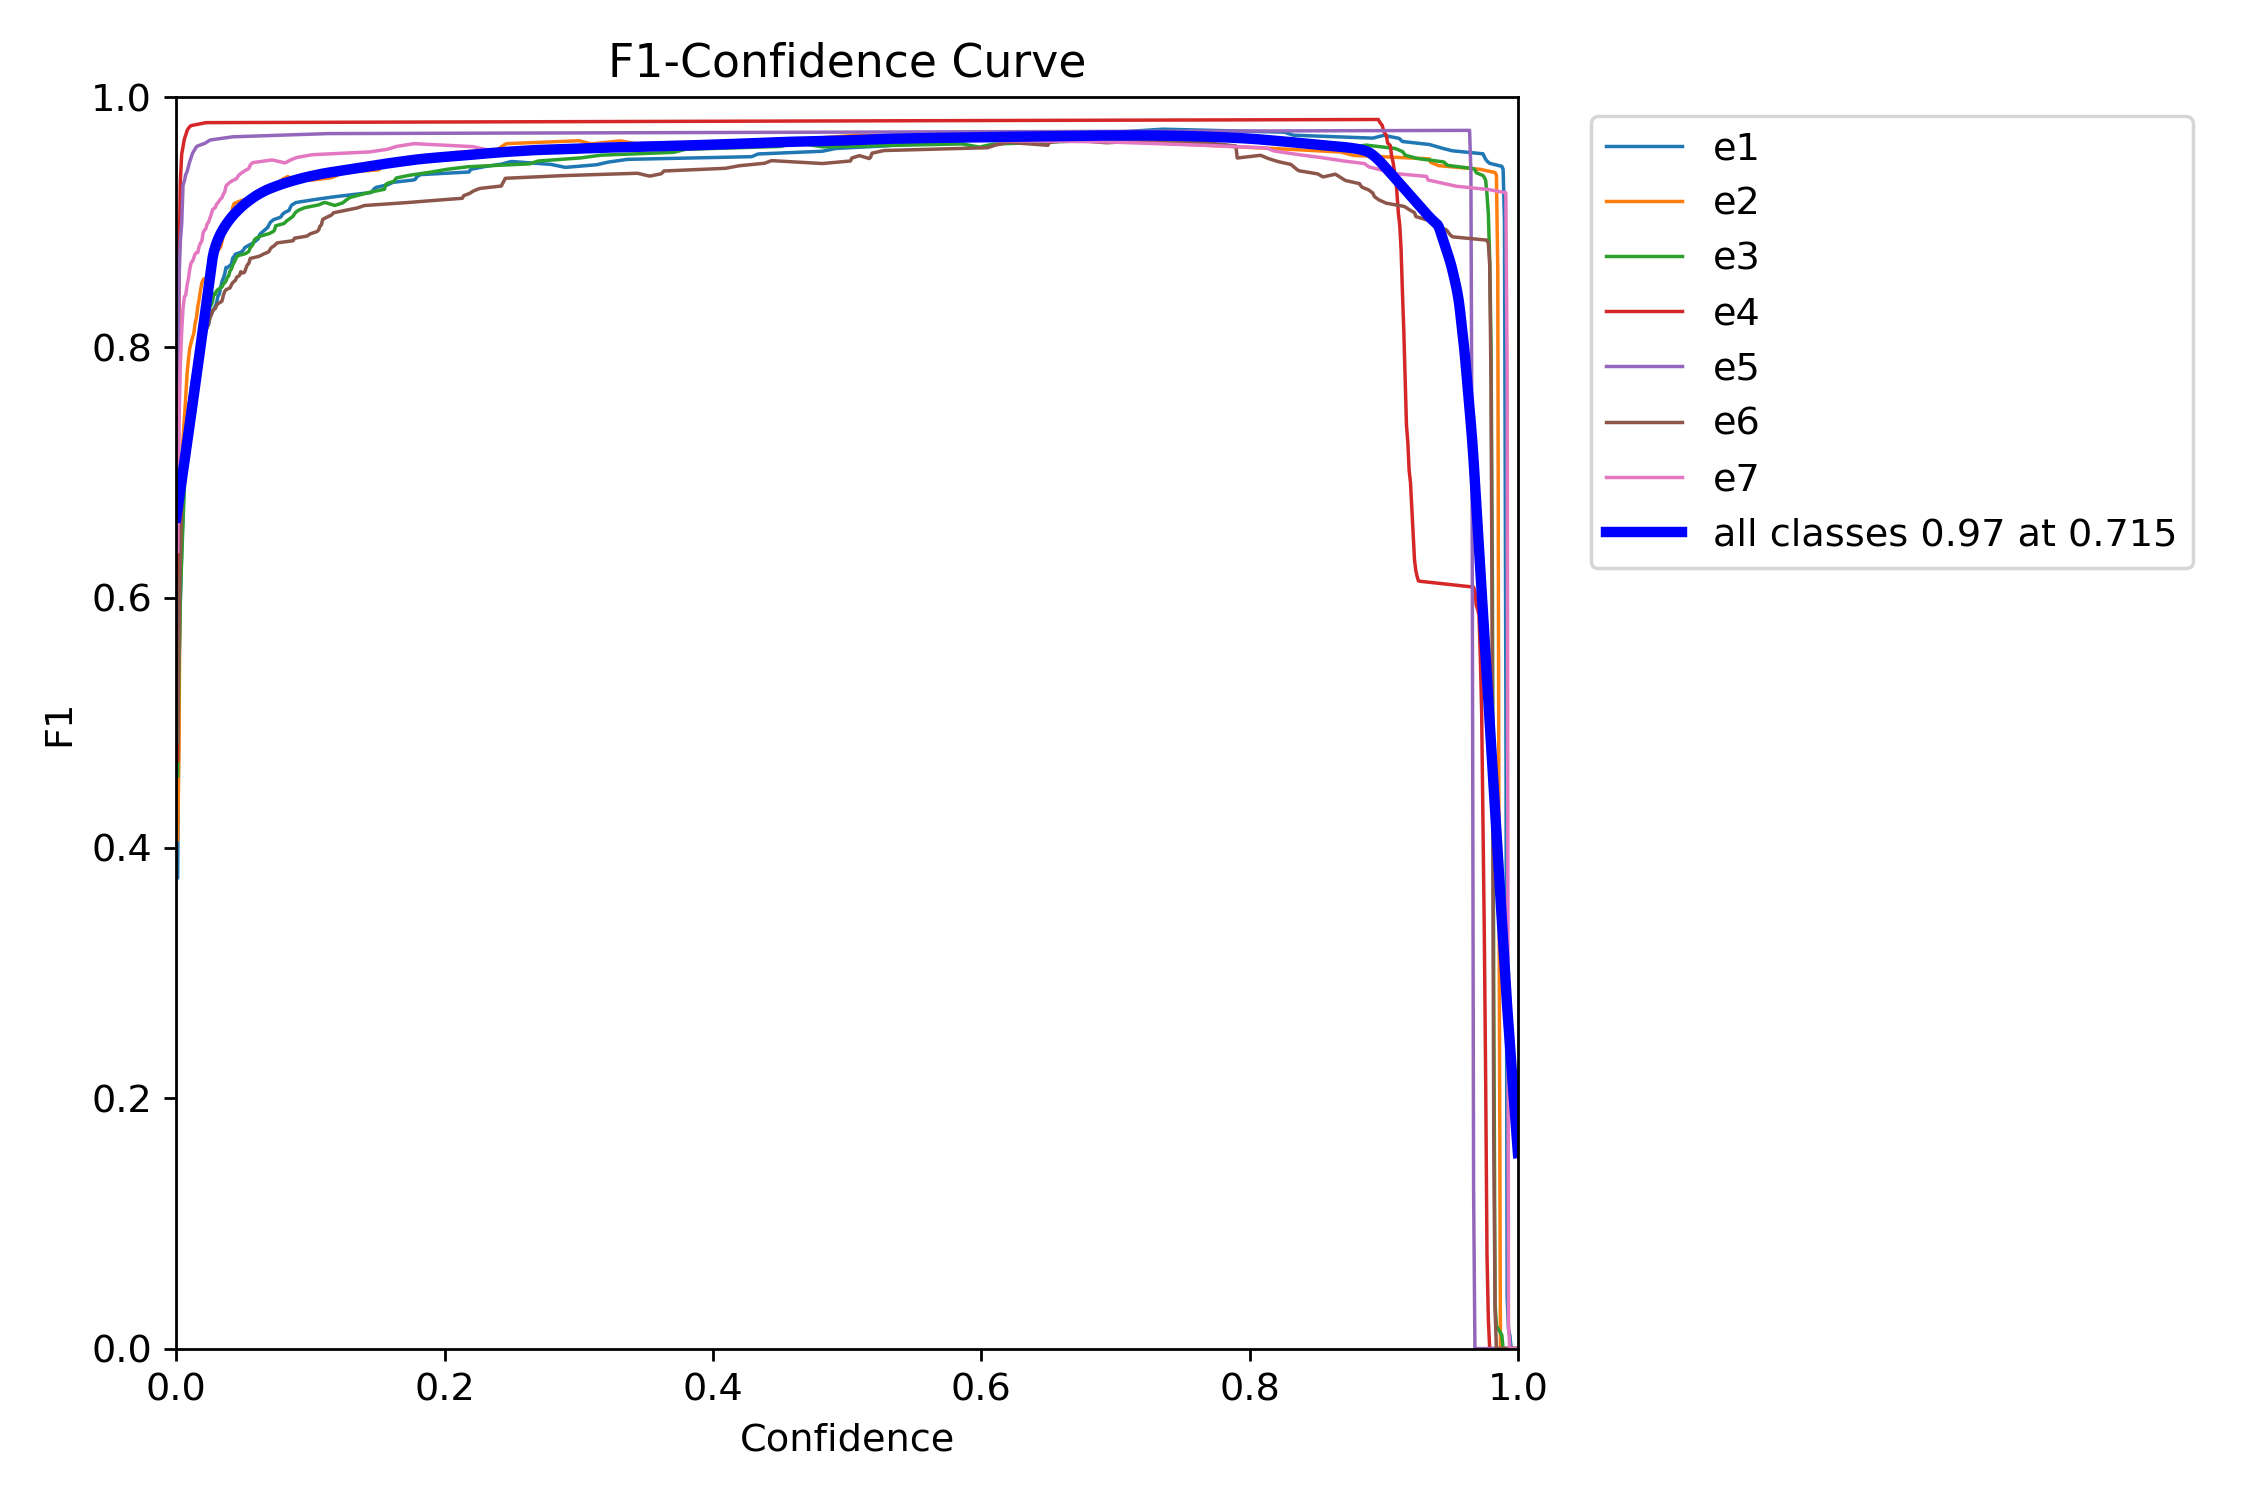 F1-Confidence Curve
1.0
0.8
0.6
0.4
0.2
0.0
F1
0.0 0.2 0.4 0.6 0.8 1.0
Confidence
e1
e2
e3
e4
e5
e6
e7
all classes 0.97 at 0.715